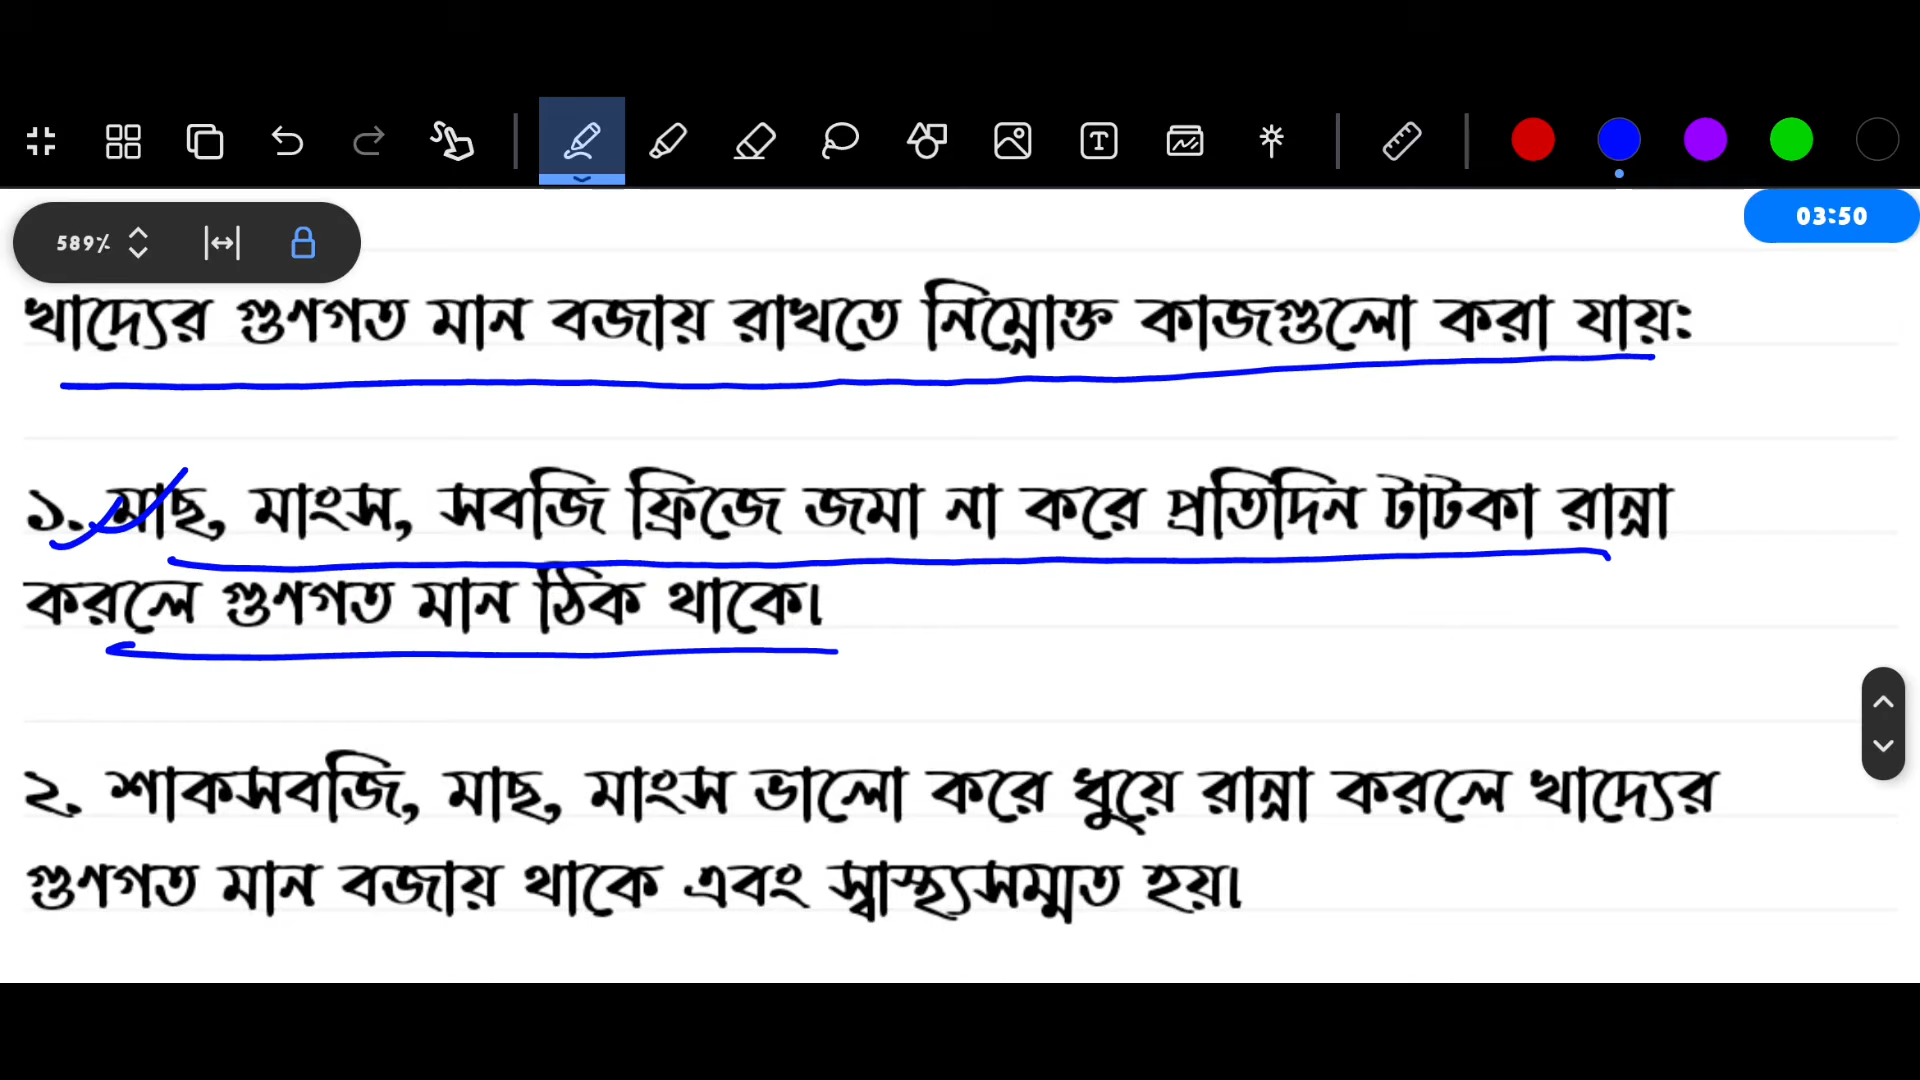 03:50
589%
খাদ্যের গুণগত মান বজায় রাখতে নিম্নোক্ত কাজগুলো করা যায়:
১. মাছ, মাংস, সবজি ফ্রিজে জমা না করে প্রতিদিন টাটকা রান্না
করলে গুণগত মান ঠিক থাকে।
২. শাকসবজি, মাছ, মাংস ভালো করে ধুয়ে রান্না করলে খাদ্যের
গুণগত মান বজায় থাকে এবং স্বাস্থ্যসম্মত হয়।